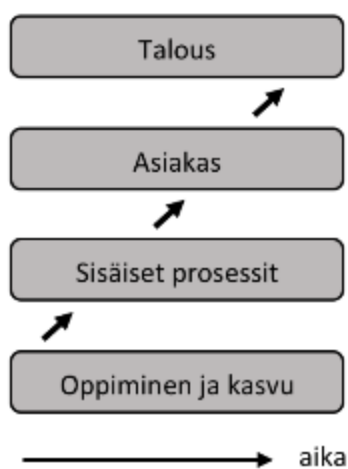 Talous
Asiakas
Sisäiset prosessit
Oppiminen ja kasvu
aika